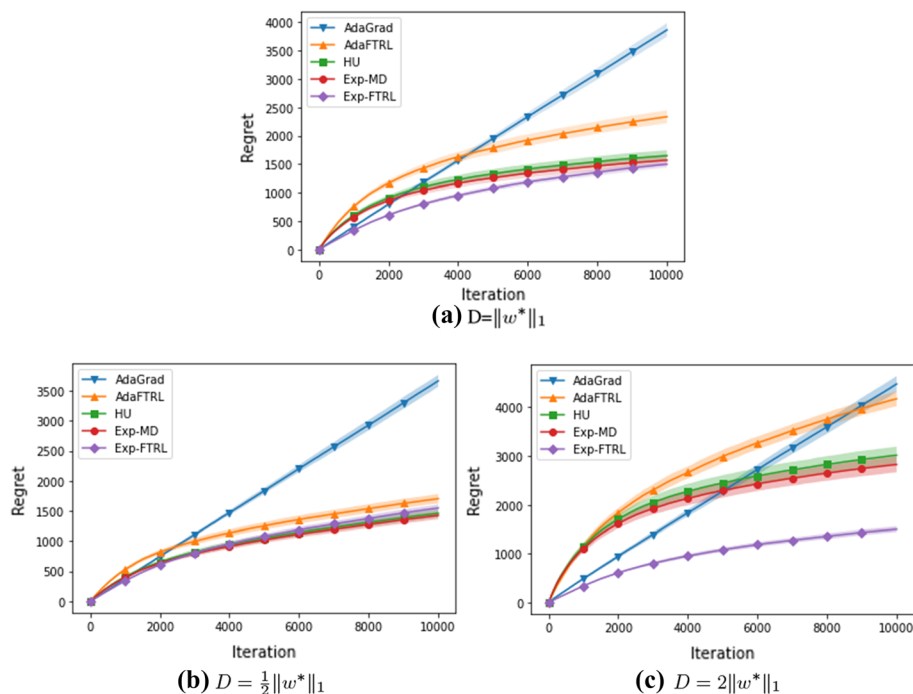 AdaGrad
AdaFTRL
HU
Exp-MD
Exp-FTRL
Regret
4000
3500
3000
2500
2000
1500
1000
500
0
0 2000 4000 6000 8000 10000
Iteration
(a) D=‖w*‖₁
AdaGrad
AdaFTRL
HU
Exp-MD
Exp-FTRL
Regret
3500
3000
2500
2000
1500
1000
500
0
0 2000 4000 6000 8000 10000
Iteration
(b) D = ½‖w*‖₁
AdaGrad
AdaFTRL
HU
Exp-MD
Exp-FTRL
Regret
4000
3000
2000
1000
0
0 2000 4000 6000 8000 10000
Iteration
(c) D = 2‖w*‖₁